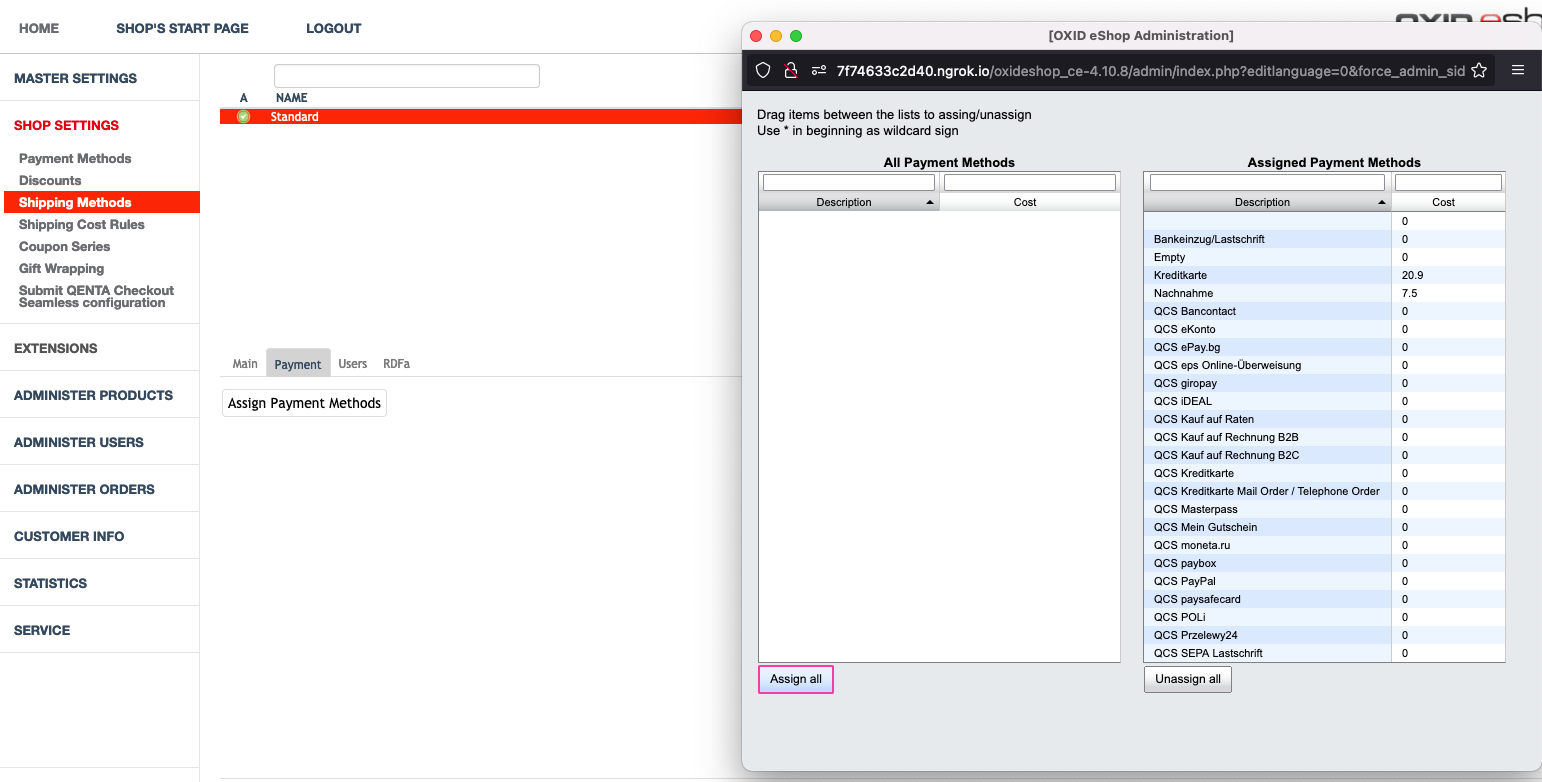 HOME
SHOP'S START PAGE
LOGOUT
MASTER SETTINGS
SHOP SETTINGS
Payment Methods
Discounts
Shipping Methods
Shipping Cost Rules
Coupon Series
Gift Wrapping
Submit QENTA Checkout
Seamless configuration
EXTENSIONS
ADMINISTER PRODUCTS
ADMINISTER USERS
ADMINISTER ORDERS
CUSTOMER INFO
STATISTICS
SERVICE
A NAME
Standard
Main Payment Users RDFa
Assign Payment Methods
[OXID eShop Administration]
7f74633c2d40.ngrok.io/oxideshop_ce-4.10.8/admin/index.php?editlanguage=0&force_admin_sid
Drag items between the lists to assing/unassign
Use * in beginning as wildcard sign
All Payment Methods
Description Cost
Assign all
Assigned Payment Methods
Description Cost
0
Bankeinzug/Lastschrift 0
Empty 0
Kreditkarte 20.9
Nachnahme 7.5
QCS Bancontact 0
QCS eKonto 0
QCS ePay.bg 0
QCS eps Online-Überweisung 0
QCS giropay 0
QCS iDEAL 0
QCS Kauf auf Raten 0
QCS Kauf auf Rechnung B2B 0
QCS Kauf auf Rechnung B2C 0
QCS Kreditkarte 0
QCS Kreditkarte Mail Order / Telephone Order 0
QCS Masterpass 0
QCS Mein Gutschein 0
QCS moneta.ru 0
QCS paybox 0
QCS PayPal 0
QCS paysafecard 0
QCS POLi 0
QCS Przelewy24 0
QCS SEPA Lastschrift 0
Unassign all